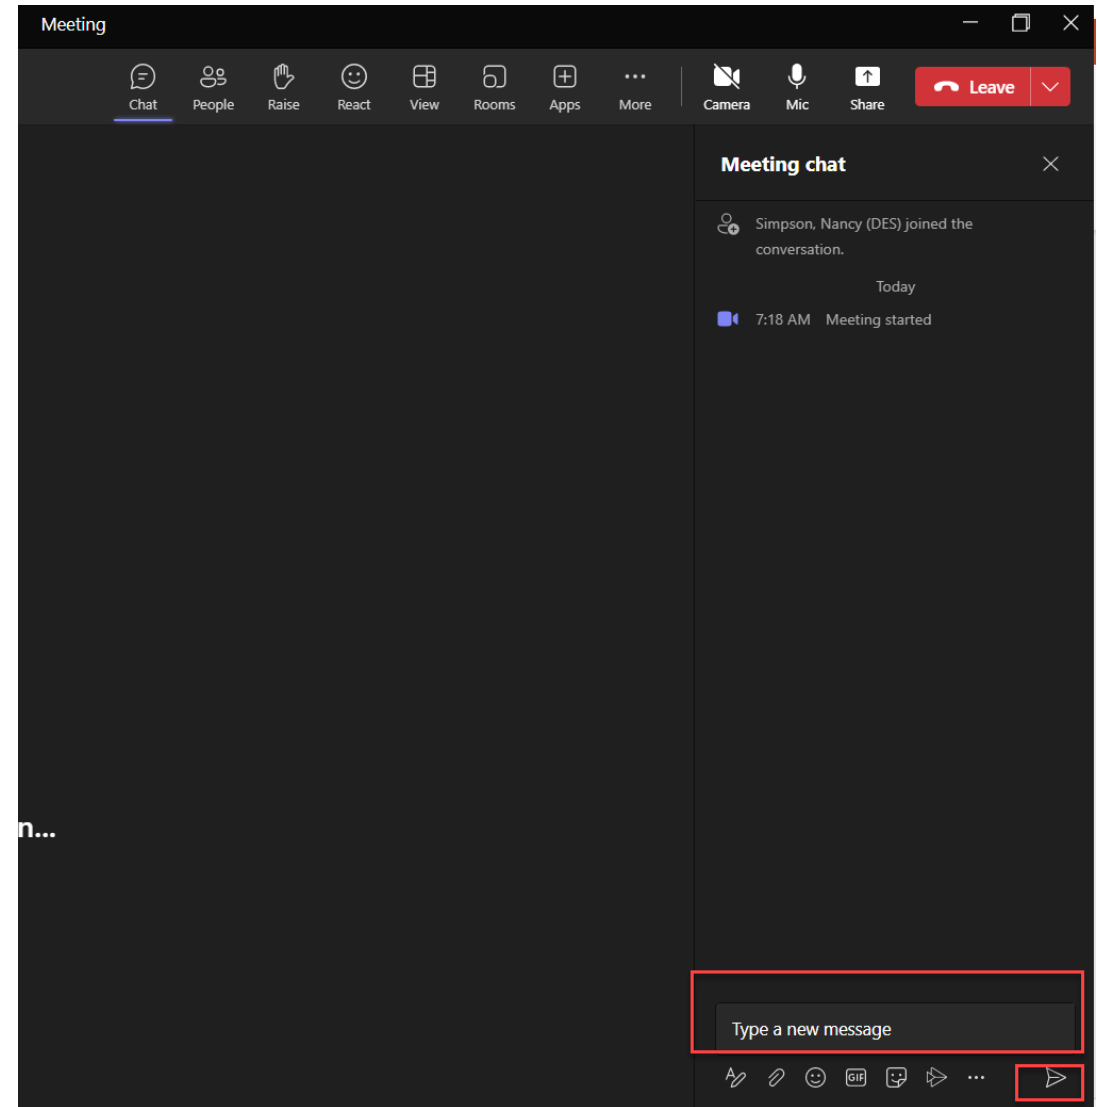 Meeting
Chat People Raise React View Rooms Apps More Camera Mic Share Leave
Meeting chat
Simpson, Nancy (DES) joined the
conversation.
Today
7:18 AM Meeting started
n...
Type a new message
GIF